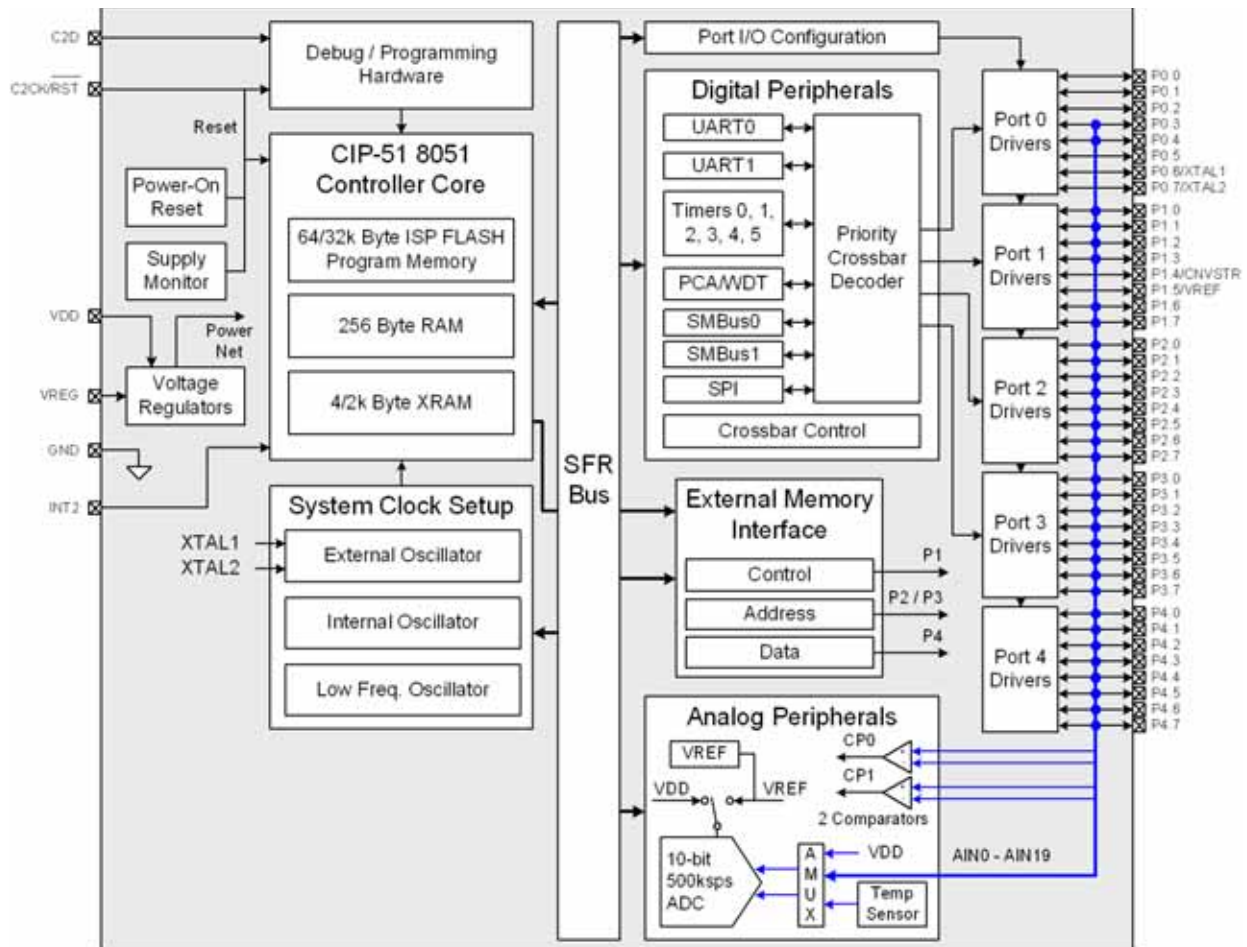 C2D
C2CK/RST
Debug / Programming
Hardware
Reset
Power-On
Reset
Supply
Monitor
VDD
Power
Net
VREG
Voltage
Regulators
GND
INT2
CIP-51 8051
Controller Core
64/32k Byte ISP FLASH
Program Memory
256 Byte RAM
4/2k Byte XRAM
System Clock Setup
XTAL1
XTAL2
External Oscillator
Internal Oscillator
Low Freq. Oscillator
SFR
Bus
Port I/O Configuration
Digital Peripherals
UART0
UART1
Timers 0, 1,
2, 3, 4, 5
PCA/WDT
SMBus0
SMBus1
SPI
Priority
Crossbar
Decoder
Crossbar Control
External Memory
Interface
Control
Address
Data
P1
P2 / P3
P4
Analog Peripherals
VREF
VDD
VREF
CP0
CP1
2 Comparators
10-bit
500ksps
ADC
A
M
U
X
VDD
Temp
Sensor
AIN0 - AIN19
Port 0
Drivers
Port 1
Drivers
Port 2
Drivers
Port 3
Drivers
Port 4
Drivers
P0.0
P0.1
P0.2
P0.3
P0.4
P0.5
P0.6/XTAL1
P0.7/XTAL2
P1.0
P1.1
P1.2
P1.3
P1.4/CNVSTR
P1.5/VREF
P1.6
P1.7
P2.0
P2.1
P2.2
P2.3
P2.4
P2.5
P2.6
P2.7
P3.0
P3.1
P3.2
P3.3
P3.4
P3.5
P3.6
P3.7
P4.0
P4.1
P4.2
P4.3
P4.4
P4.5
P4.6
P4.7